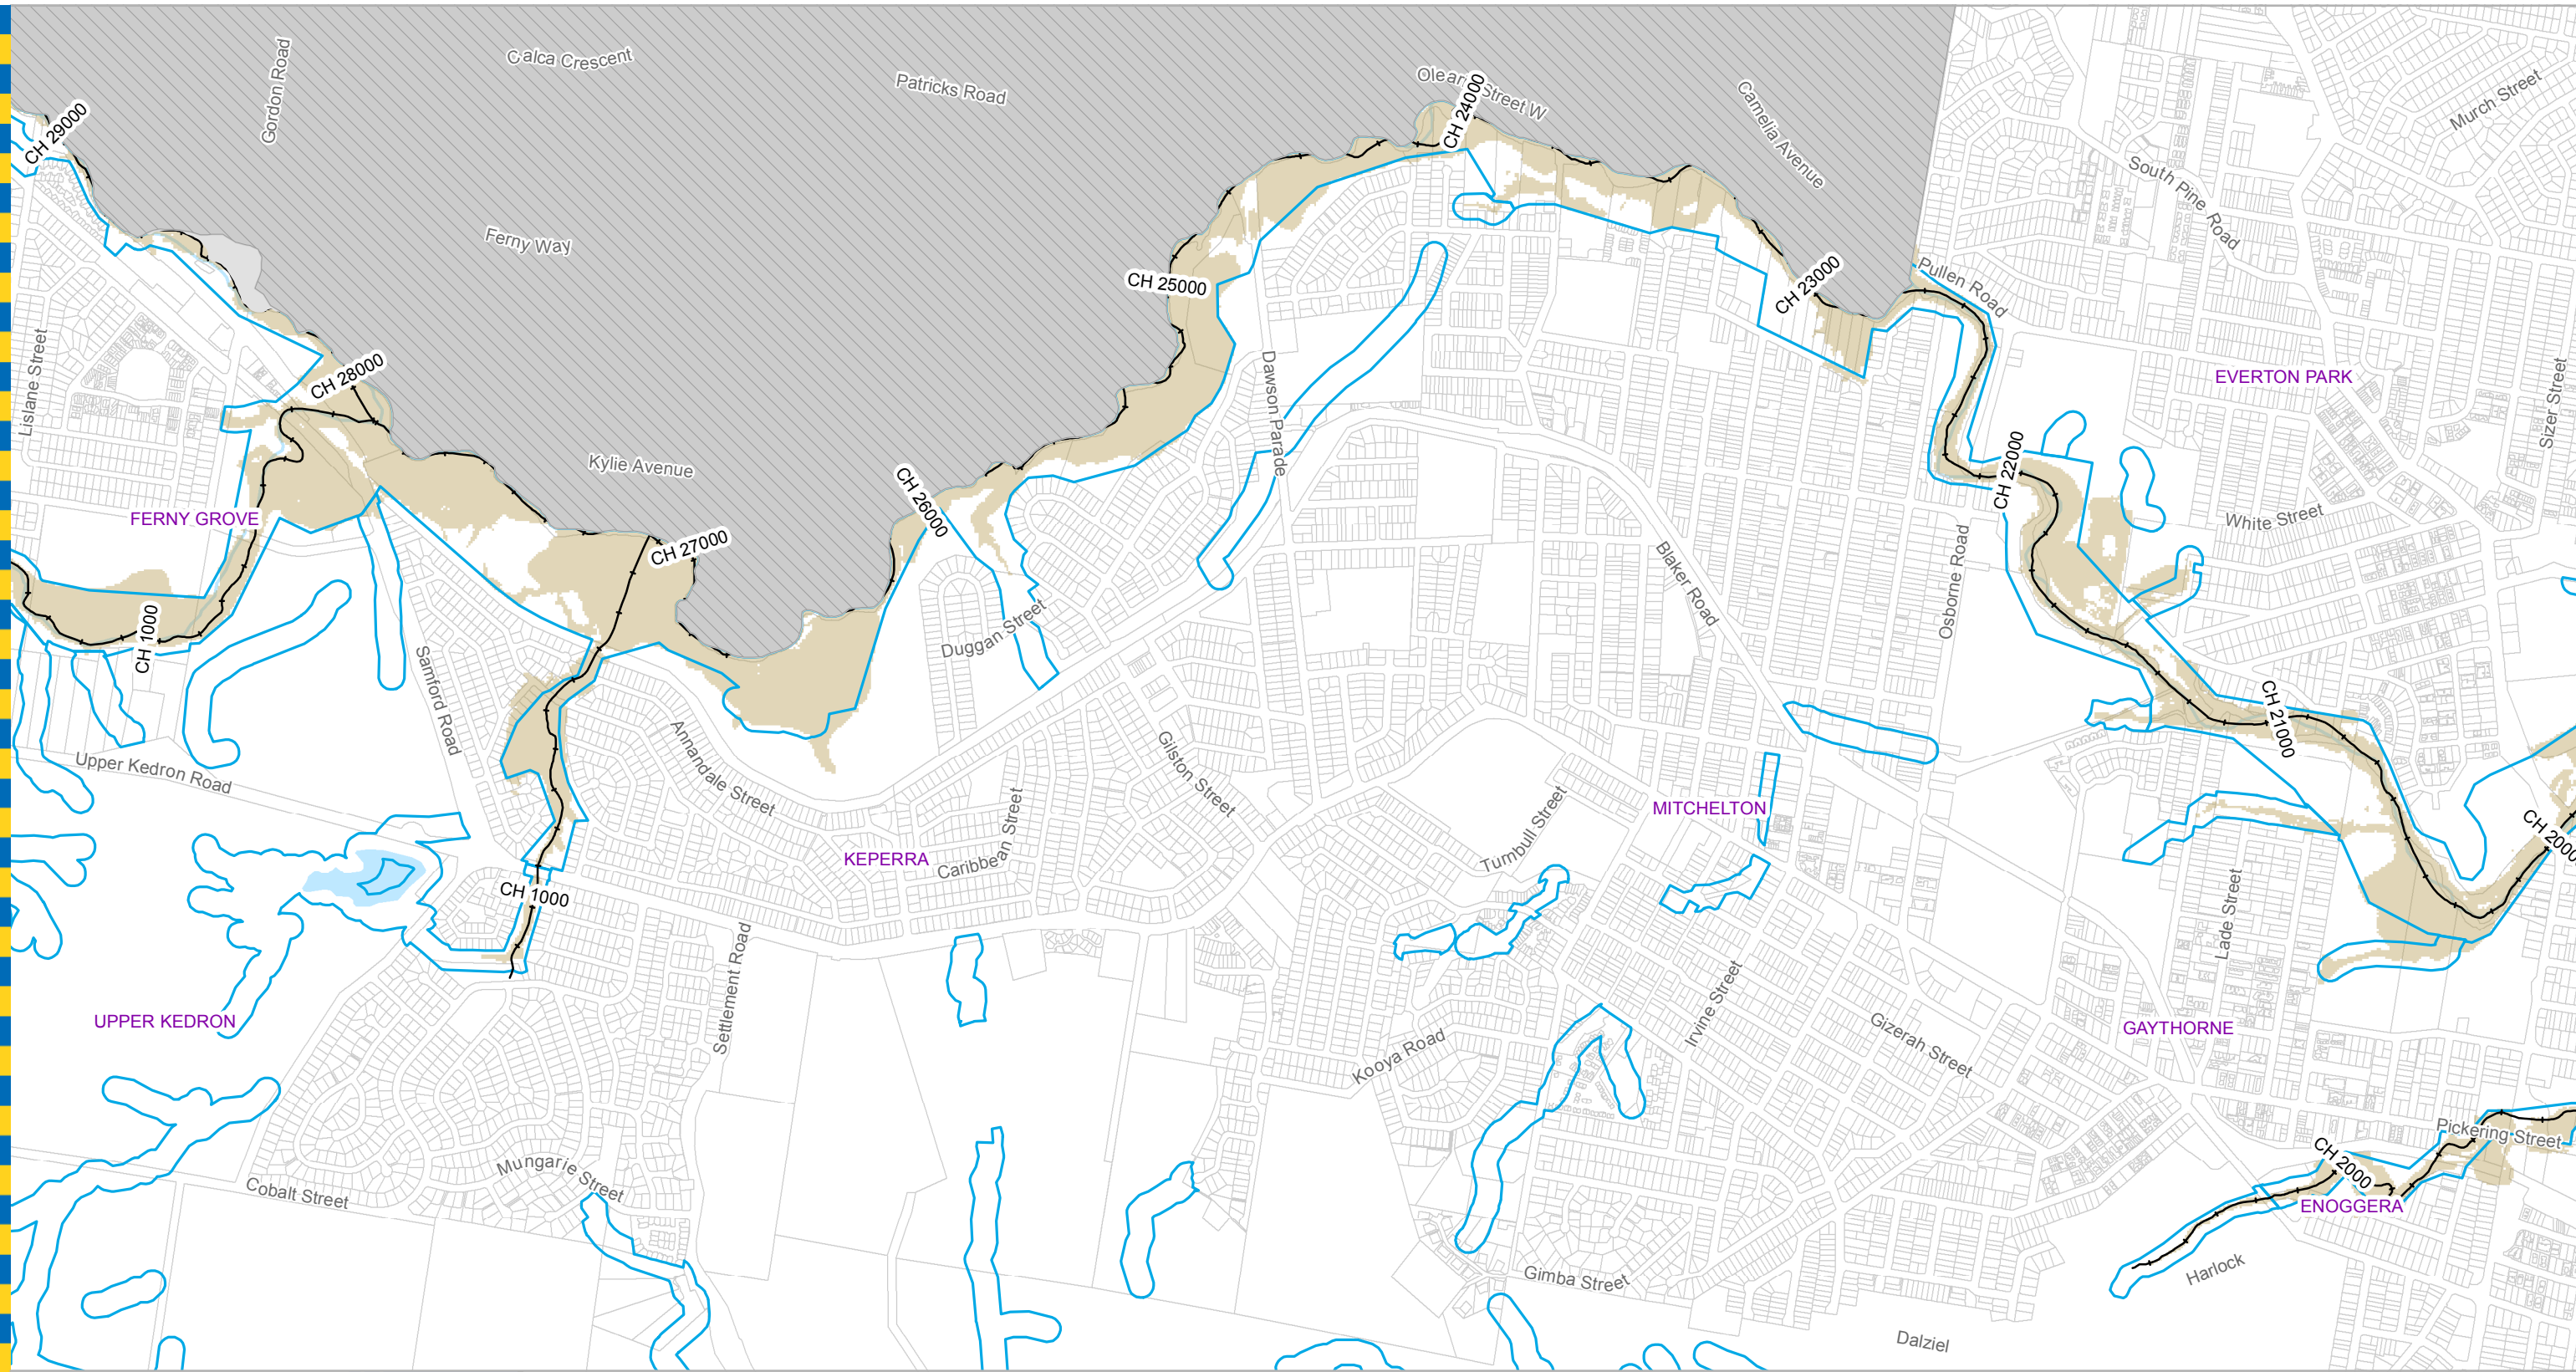 Gordon Road
Calca Crescent
Patricks Road
Oleari Street W
CH 24000
Camelia Avenue
Murch Street
CH 29000
South Pine Road
Ferny Way
CH 25000
CH 23000
Pullen Road
Lislane Street
CH 28000
Dawson Parade
EVERTON PARK
Sizer Street
Kylie Avenue
CH 26000
CH 22000
FERNY GROVE
White Street
CH 27000
Blaker Road
Osborne Road
CH 1000
Duggan Street
Samford Road
CH 21000
Upper Kedron Road
Annandale Street
Gilston Street
MITCHELTON
Turnbull Street
CH 2000
KEPERRA
Caribbean Street
CH 1000
Lade Street
Settlement Road
UPPER KEDRON
Irvine Street
Gizerah Street
GAYTHORNE
Kooya Road
Pickering Street
CH 2000
Mungarie Street
Cobalt Street
ENOGGERA
Gimba Street
Harlock
Dalziel